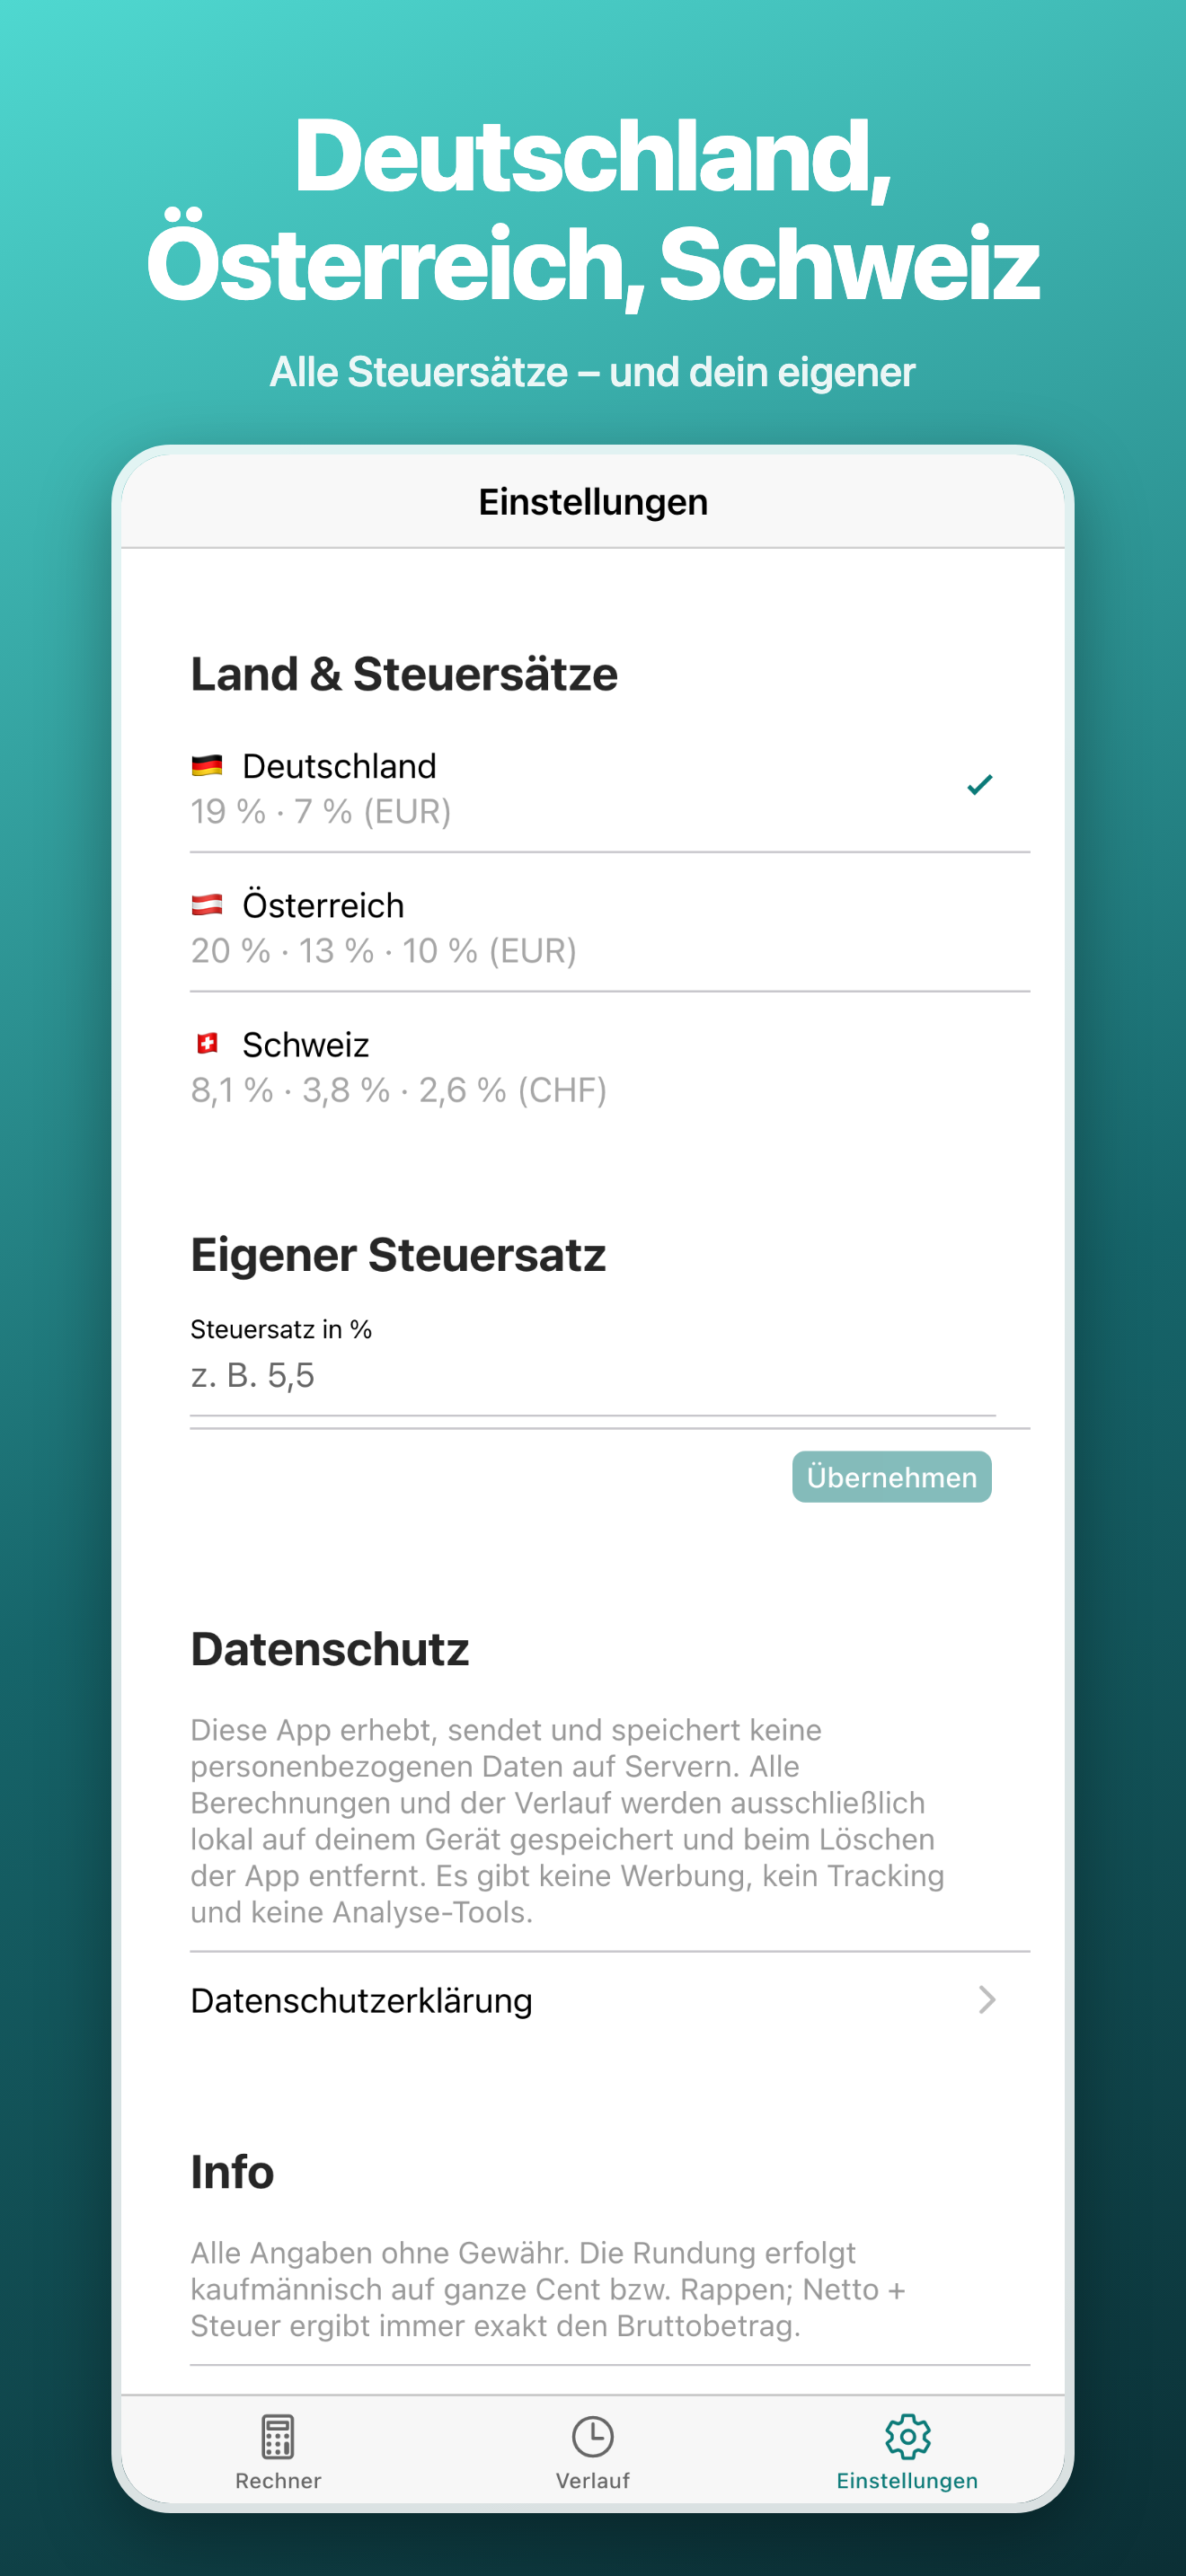 Deutschland,
Österreich, Schweiz
Alle Steuersätze – und dein eigener
Einstellungen
Land & Steuersätze
Deutschland
19 % · 7 % (EUR)
Österreich
20 % · 13 % · 10 % (EUR)
Schweiz
8,1 % · 3,8 % · 2,6 % (CHF)
Eigener Steuersatz
Steuersatz in %
z. B. 5,5
Übernehmen
Datenschutz
Diese App erhebt, sendet und speichert keine
personenbezogenen Daten auf Servern. Alle
Berechnungen und der Verlauf werden ausschließlich
lokal auf deinem Gerät gespeichert und beim Löschen
der App entfernt. Es gibt keine Werbung, kein Tracking
und keine Analyse-Tools.
Datenschutzerklärung
Info
Alle Angaben ohne Gewähr. Die Rundung erfolgt
kaufmännisch auf ganze Cent bzw. Rappen; Netto +
Steuer ergibt immer exakt den Bruttobetrag.
Rechner
Verlauf
Einstellungen